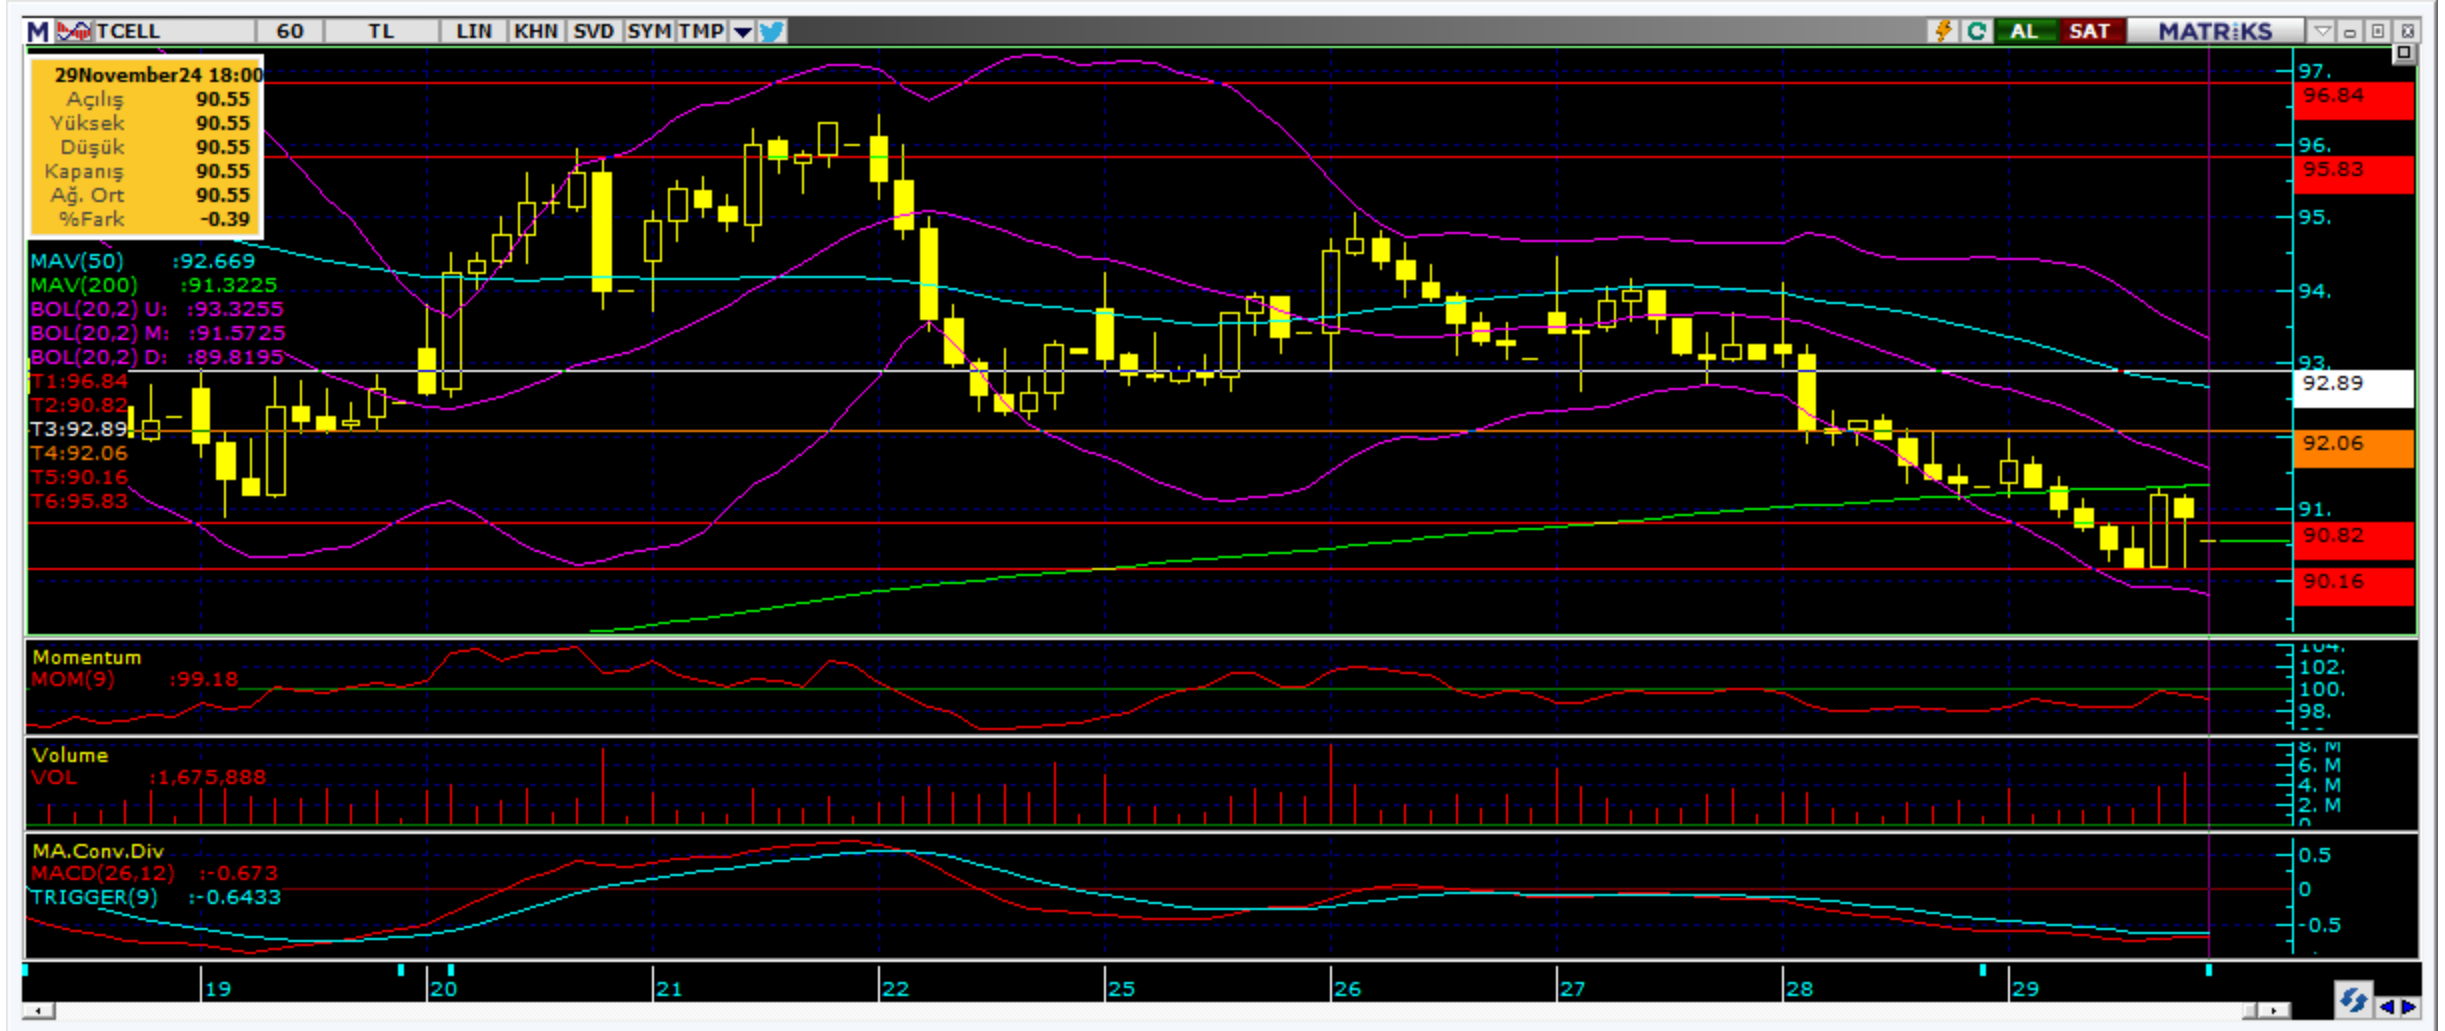 M TCELL 60 TL LIN KHN SVD SYM TMP AL SAT MATRiKS
29November24 18:00
Açılış 90.55
Yüksek 90.55
Düşük 90.55
Kapanış 90.55
Ağ. Ort 90.55
%Fark -0.39
MAV(50) :92.669
MAV(200) :91.3225
BOL(20,2) U: :93.3255
BOL(20,2) M: :91.5725
BOL(20,2) D: :89.8195
T1:96.84
T2:90.82
T3:92.89
T4:92.06
T5:90.16
T6:95.83
97.
96.84
96.
95.83
95.
94.
93.
92.89
92.06
91.
90.82
90.16
Momentum
MOM(9) :99.18
104.
102.
100.
98.
Volume
VOL :1,675,888
8. M
6. M
4. M
2. M
0
MA.Conv.Div
MACD(26,12) :-0.673
TRIGGER(9) :-0.6433
0.5
0
-0.5
19 20 21 22 25 26 27 28 29